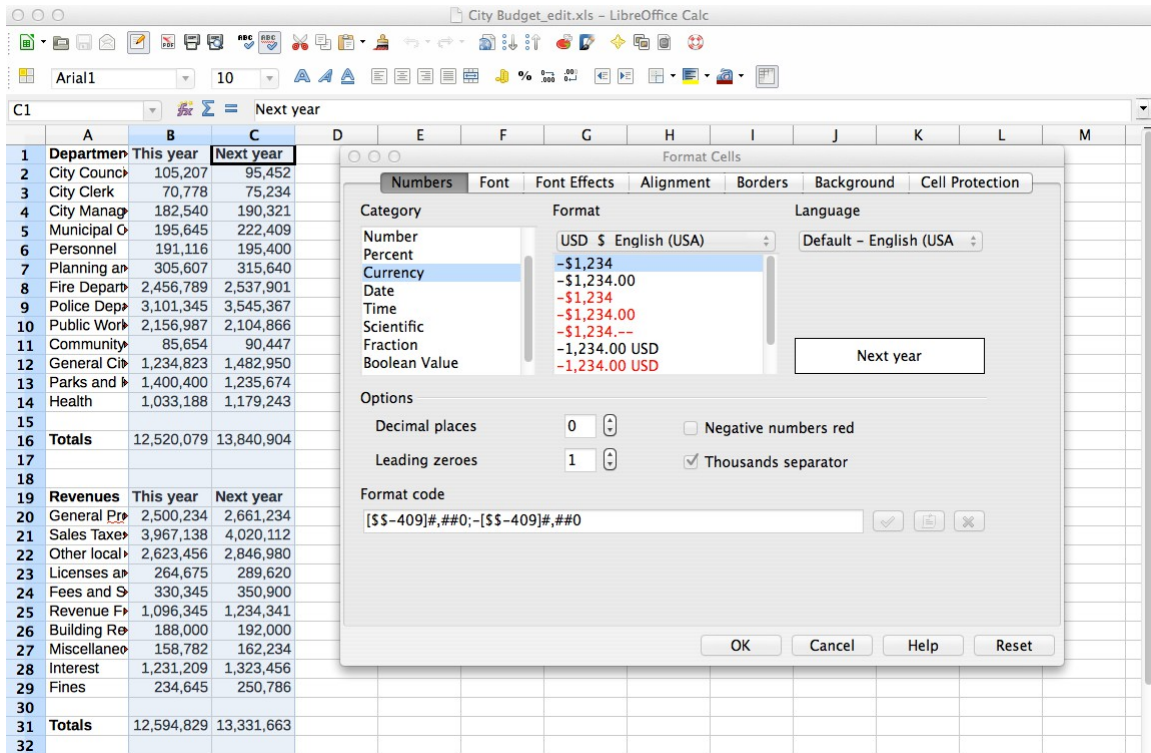 City Budget_edit.xls – LibreOffice Calc
Arial1 10
C1 Next year
A B C D E F G H I J K L M
1 Departmen This year Next year
2 City Counci 105,207 95,452
3 City Clerk 70,778 75,234
4 City Manag 182,540 190,321
5 Municipal 195,645 222,409
6 Personnel 191,116 195,400
7 Planning an 305,607 315,640
8 Fire Depart 2,456,789 2,537,901
9 Police Depa 3,101,345 3,545,367
10 Public Work 2,156,987 2,104,866
11 Community 85,654 90,447
12 General Cit 1,234,823 1,482,950
13 Parks and 1,400,400 1,235,674
14 Health 1,033,188 1,179,243
15
16 Totals 12,520,079 13,840,904
17
18
19 Revenues This year Next year
20 General Pro 2,500,234 2,661,234
21 Sales Taxes 3,967,138 4,020,112
22 Other local 2,623,456 2,846,980
23 Licenses an 264,675 289,620
24 Fees and S 330,345 350,900
25 Revenue F 1,096,345 1,234,341
26 Building Re 188,000 192,000
27 Miscellaneo 158,782 162,234
28 Interest 1,231,209 1,323,456
29 Fines 234,645 250,786
30
31 Totals 12,594,829 13,331,663
32
Format Cells
Numbers Font Font Effects Alignment Borders Background Cell Protection
Category
Number
Percent
Currency
Date
Time
Scientific
Fraction
Boolean Value
Format
USD $ English (USA)
-$1,234
-$1,234.00
-$1,234
-$1,234.00
-$1,234.--
-1,234.00 USD
-1,234.00 USD
Language
Default – English (USA
Next year
Options
Decimal places 0
Negative numbers red
Leading zeroes 1
Thousands separator
Format code
[$$-409]#,##0;-[$$-409]#,##0
OK Cancel Help Reset